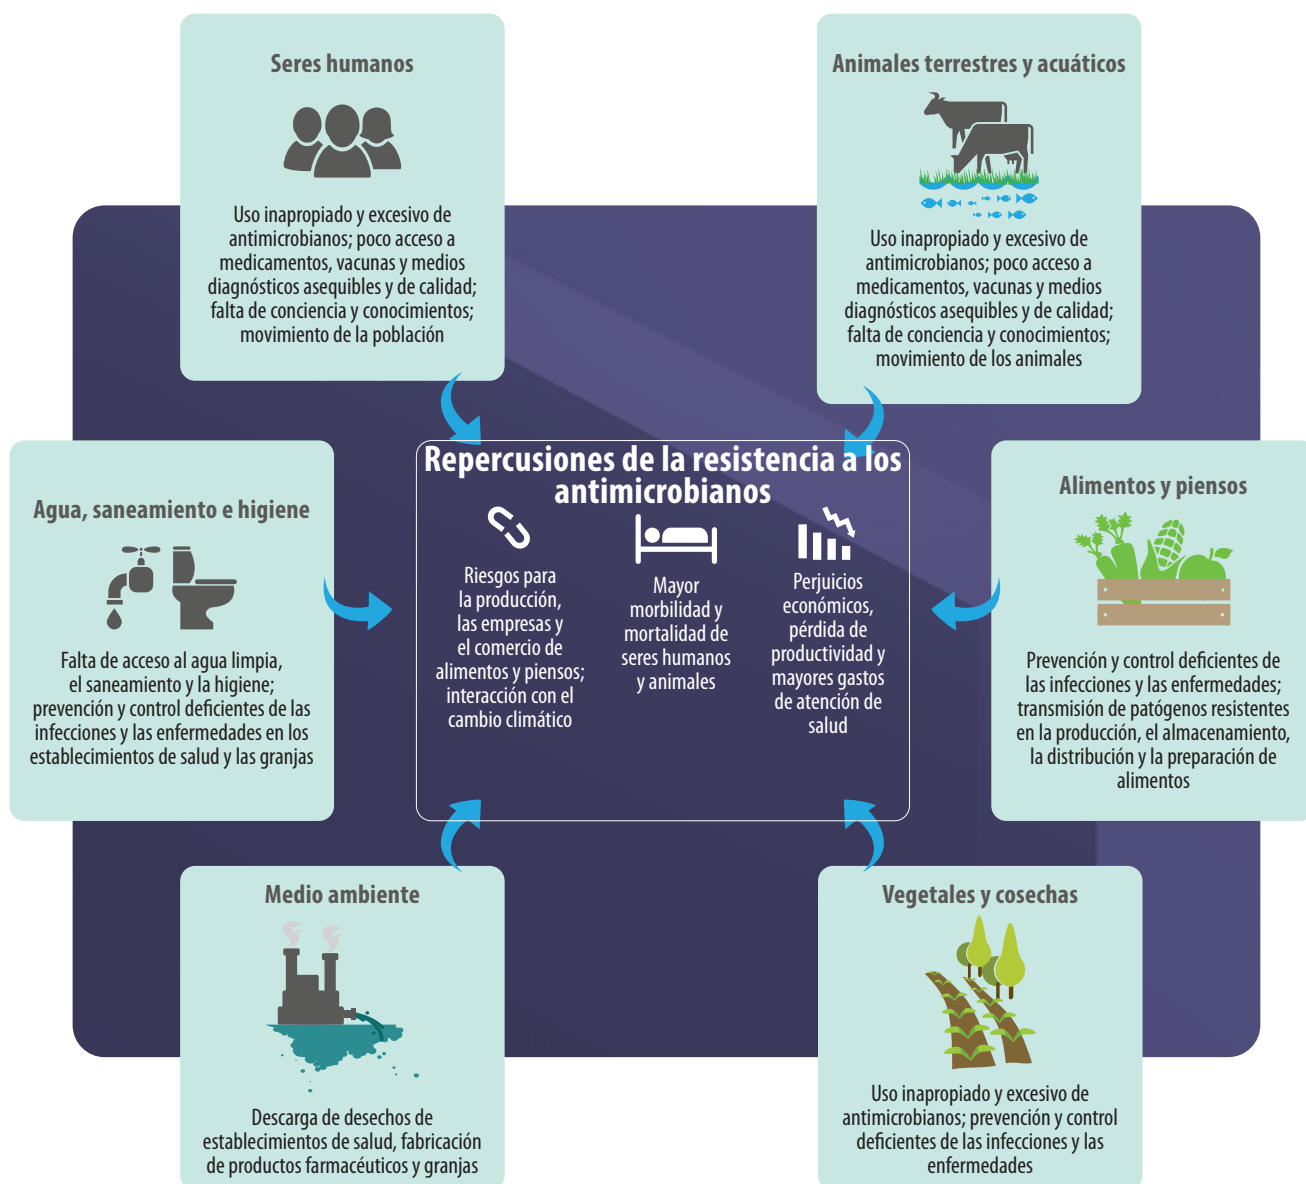 Seres humanos
Uso inapropiado y excesivo de
antimicrobianos; poco acceso a
medicamentos, vacunas y medios
diagnósticos asequibles y de calidad;
falta de conciencia y conocimientos;
movimiento de la población
Animales terrestres y acuáticos
Uso inapropiado y excesivo de
antimicrobianos; poco acceso a
medicamentos, vacunas y medios
diagnósticos asequibles y de calidad;
falta de conciencia y conocimientos;
movimiento de los animales
Agua, saneamiento e higiene
Falta de acceso al agua limpia,
el saneamiento y la higiene;
prevención y control deficientes de las
infecciones y las enfermedades en los
establecimientos de salud y las granjas
Repercusiones de la resistencia a los
antimicrobianos
Riesgos para
la producción,
las empresas y
el comercio de
alimentos y piensos;
interacción con el
cambio climático
Mayor
morbilidad y
mortalidad de
seres humanos
y animales
Perjuicios
económicos,
pérdida de
productividad y
mayores gastos
de atención de
salud
Alimentos y piensos
Prevención y control deficientes de
las infecciones y las enfermedades;
transmisión de patógenos resistentes
en la producción, el almacenamiento,
la distribución y la preparación de
alimentos
Medio ambiente
Descarga de desechos de
establecimientos de salud, fabricación
de productos farmacéuticos y granjas
Vegetales y cosechas
Uso inapropiado y excesivo de
antimicrobianos; prevención y control
deficientes de las infecciones y las
enfermedades